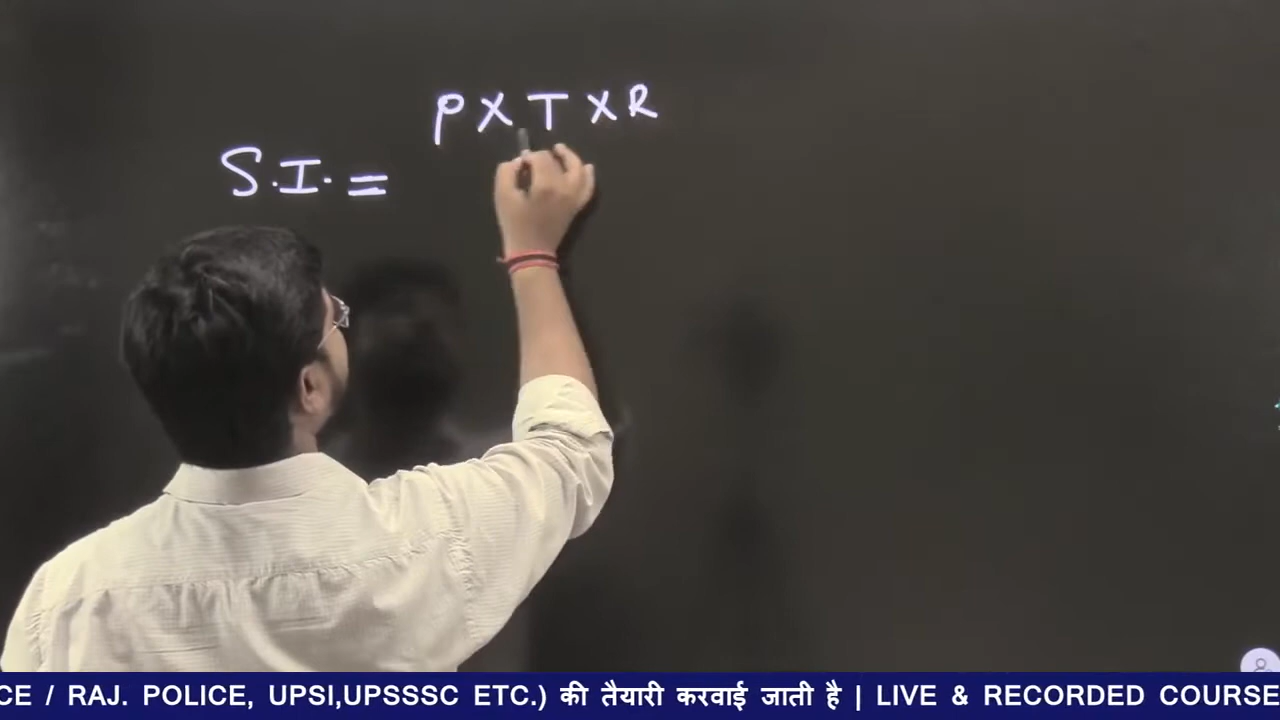 P X T X R
S.I. =
CE / RAJ. POLICE, UPSI,UPSSSC ETC.) की तैयारी करवाई जाती है | LIVE & RECORDED COURSE